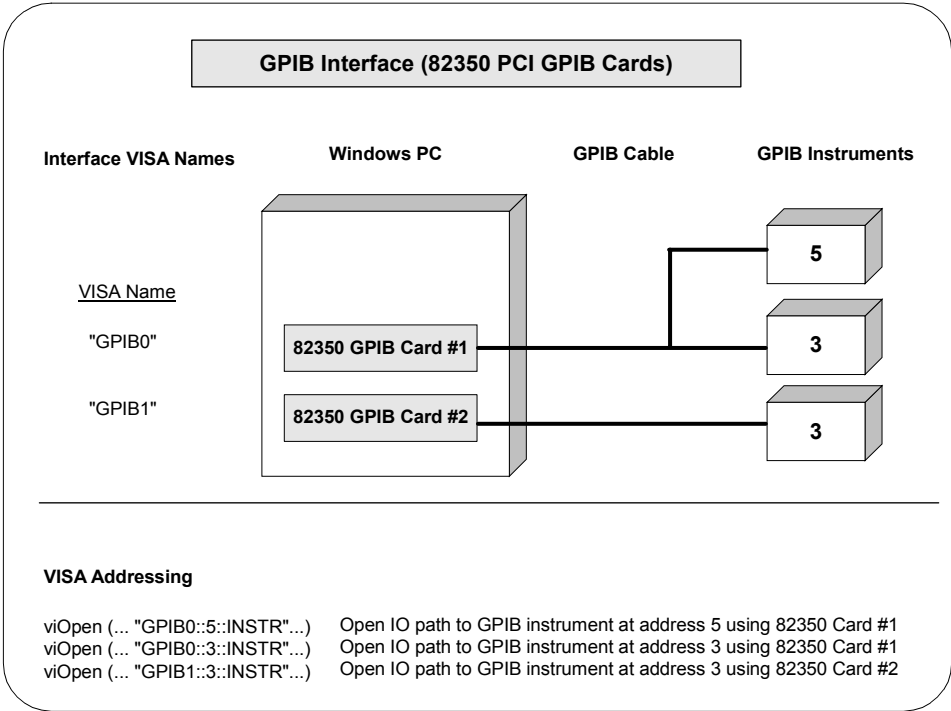 GPIB Interface (82350 PCI GPIB Cards)
Interface VISA Names
Windows PC
GPIB Cable
GPIB Instruments
5
VISA Name
"GPIB0"
82350 GPIB Card #1
3
"GPIB1"
82350 GPIB Card #2
3
VISA Addressing
viOpen (... "GPIB0::5::INSTR"...) Open IO path to GPIB instrument at address 5 using 82350 Card #1
viOpen (... "GPIB0::3::INSTR"...) Open IO path to GPIB instrument at address 3 using 82350 Card #1
viOpen (... "GPIB1::3::INSTR"...) Open IO path to GPIB instrument at address 3 using 82350 Card #2